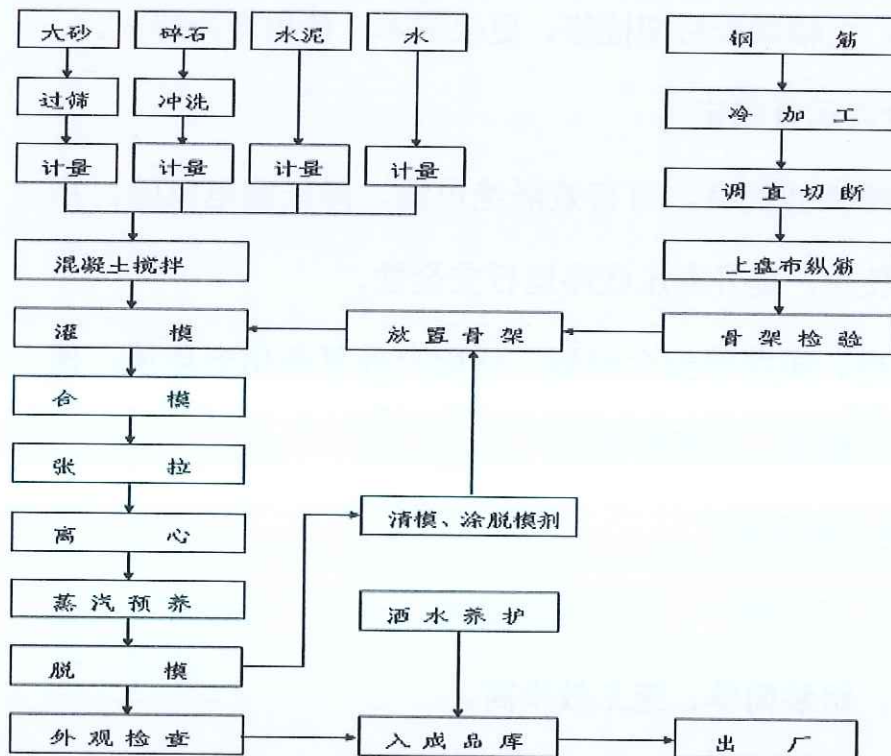 大砂 碎石 水泥 水 钢筋
过筛 冲洗 冷加工
计量 计量 计量 计量 调直切断
混凝土搅拌 上盘布纵筋
灌模 放置骨架 骨架检验
合模
张拉
离心 清模、涂脱模剂
蒸汽预养 洒水养护
脱模
外观检查 入成品库 出厂